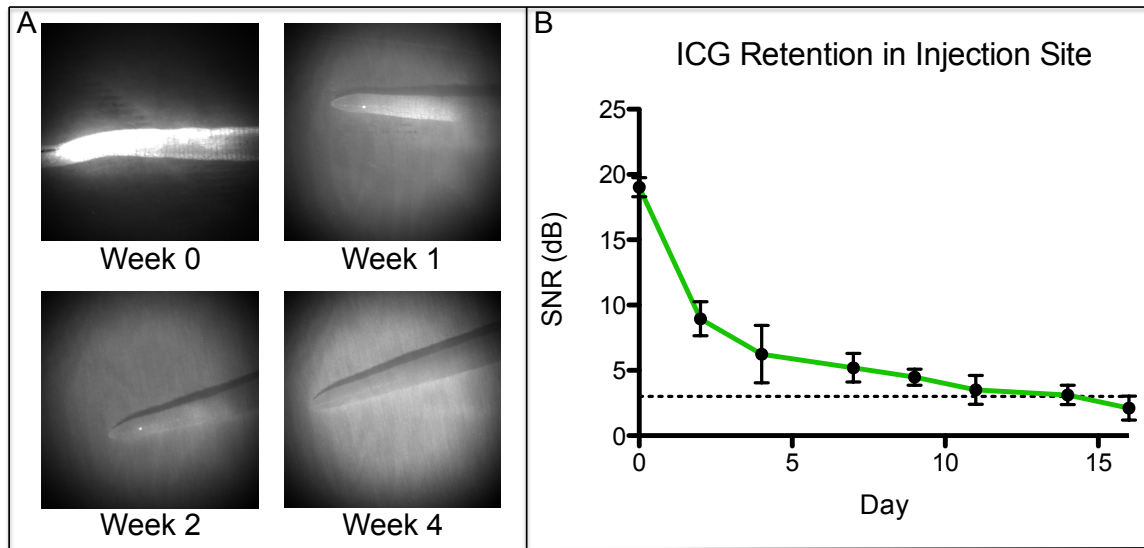 A
Week 0
Week 1
Week 2
Week 4
B
ICG Retention in Injection Site
SNR (dB)
25
20
15
10
5
0
0 5 10 15
Day